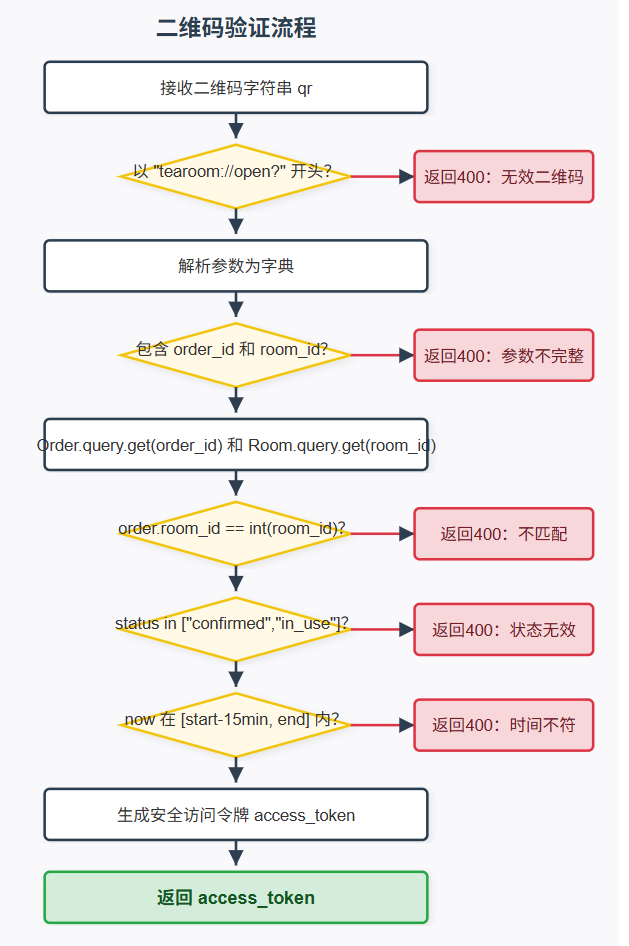 二维码验证流程
接收二维码字符串 qr
以 "tearoom://open?" 开头?
返回400：无效二维码
解析参数为字典
包含 order_id 和 room_id?
返回400：参数不完整
Order.query.get(order_id) 和 Room.query.get(room_id)
order.room_id == int(room_id)?
返回400：不匹配
status in ["confirmed","in_use"]?
返回400：状态无效
now 在 [start-15min, end] 内?
返回400：时间不符
生成安全访问令牌 access_token
返回 access_token